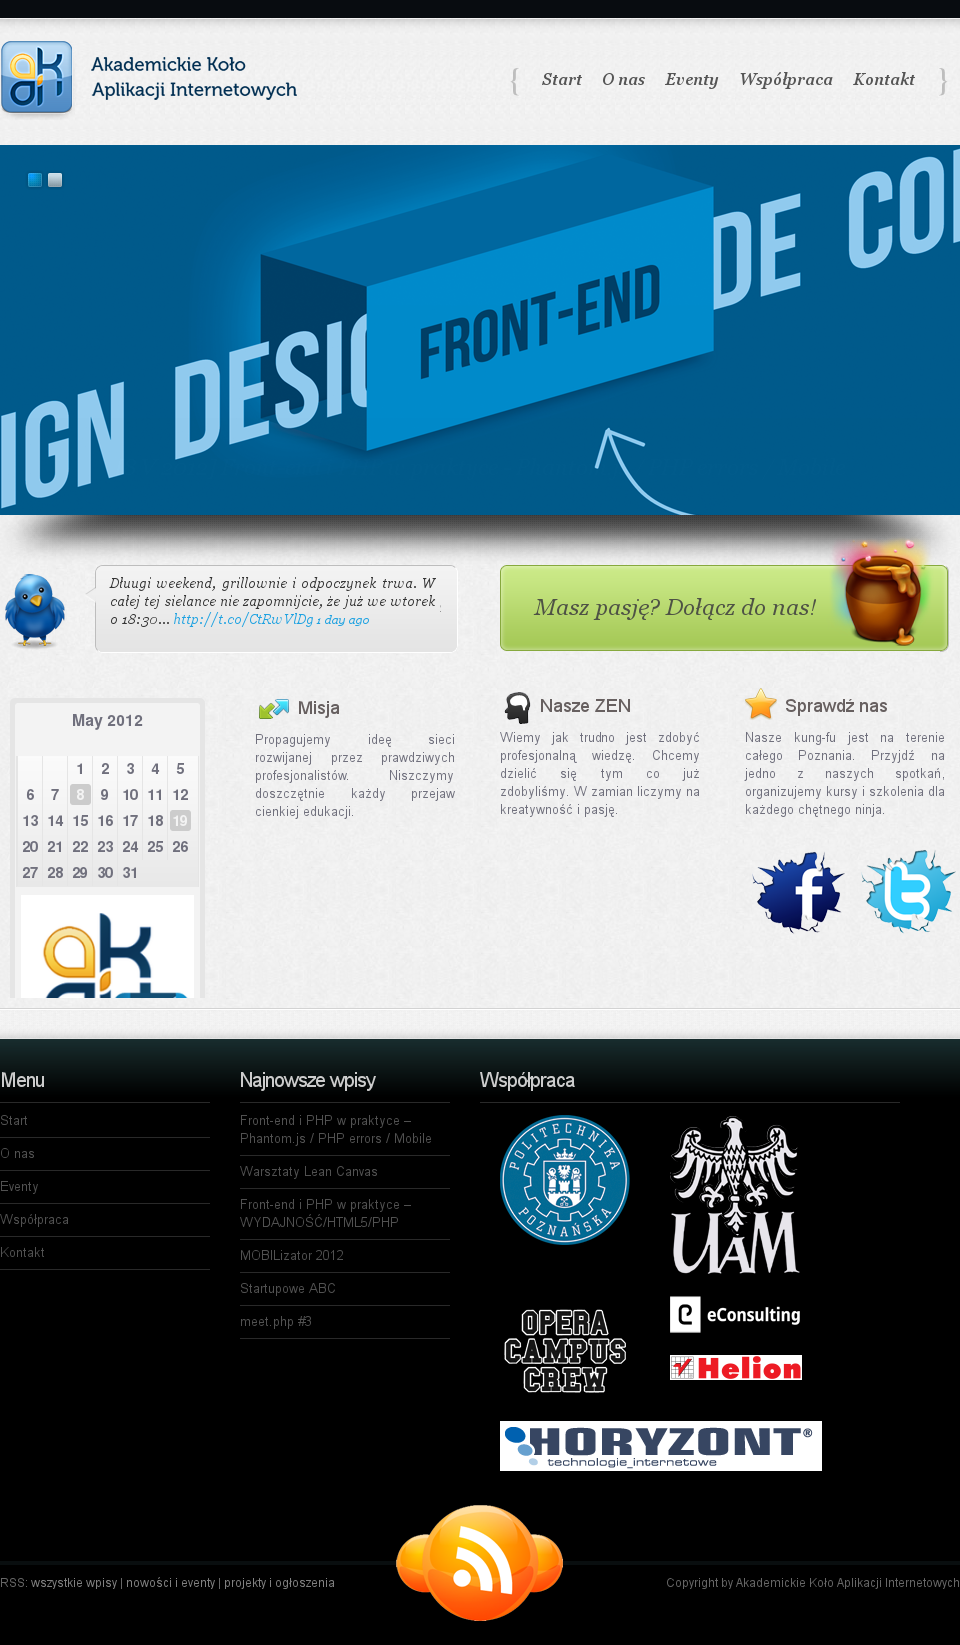 Akademickie Koło
Aplikacji Internetowych
{ Start O nas Eventy Współpraca Kontakt }
IGN DESIG DE COD
FRONT-END
Dłuugi weekend, grillownie i odpoczynek trwa. W
całej tej sielance nie zapomnijcie, że już we wtorek
o 18:30... http://t.co/CtRwVlDg 1 day ago
Masz pasję? Dołącz do nas!
May 2012
1 2 3 4 5
6 7 8 9 10 11 12
13 14 15 16 17 18 19
20 21 22 23 24 25 26
27 28 29 30 31
Misja
Propagujemy ideę sieci
rozwijanej przez prawdziwych
profesjonalistów. Niszczymy
doszczętnie każdy przejaw
cienkiej edukacji.
Nasze ZEN
Wiemy jak trudno jest zdobyć
profesjonalną wiedzę. Chcemy
dzielić się tym co już
zdobyliśmy. W zamian liczymy na
kreatywność i pasję.
Sprawdź nas
Nasze kung-fu jest na terenie
całego Poznania. Przyjdź na
jedno z naszych spotkań,
organizujemy kursy i szkolenia dla
każdego chętnego ninja.
Menu
Start
O nas
Eventy
Współpraca
Kontakt
Najnowsze wpisy
Front-end i PHP w praktyce –
Phantom.js / PHP errors / Mobile
Warsztaty Lean Canvas
Front-end i PHP w praktyce –
WYDAJNOŚĆ/HTML5/PHP
MOBILizator 2012
Startupowe ABC
meet.php #3
Współpraca
POLITECHNIKA
POZNAŃSKA
UAM
OPERA
CAMPUS
CREW
eConsulting
Helion
HORYZONT®
technologie_internetowe
RSS: wszystkie wpisy | nowości i eventy | projekty i ogłoszenia
Copyright by Akademickie Koło Aplikacji Internetowych